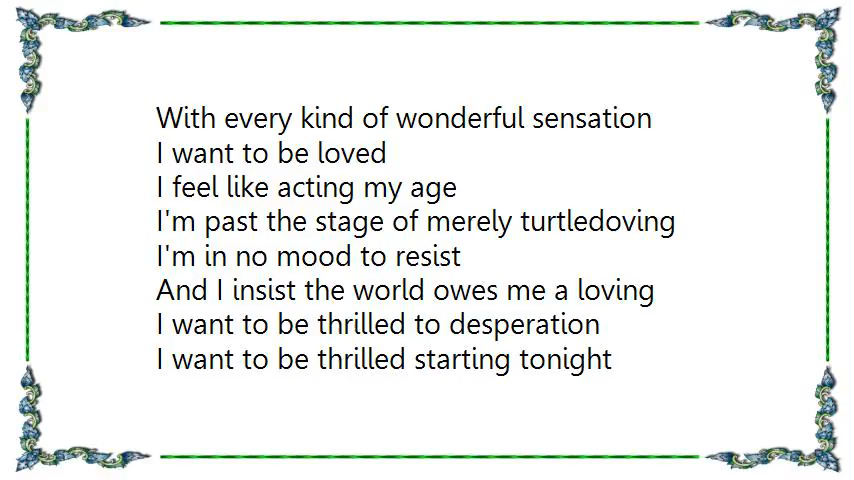 With every kind of wonderful sensation
I want to be loved
I feel like acting my age
I'm past the stage of merely turtledoving
I'm in no mood to resist
And I insist the world owes me a loving
I want to be thrilled to desperation
I want to be thrilled starting tonight